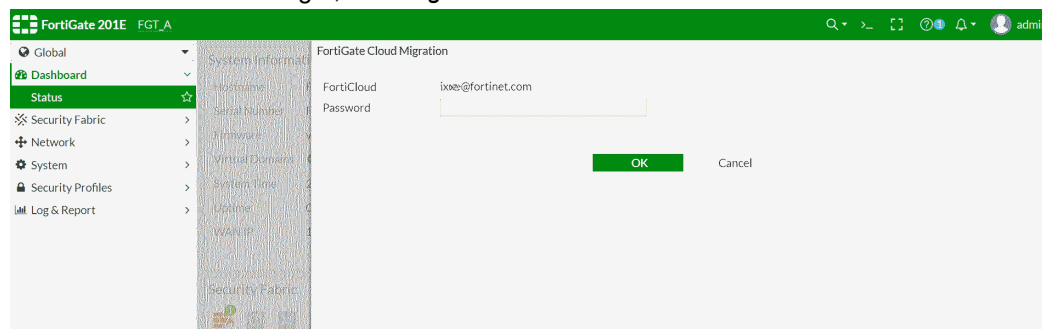 FortiGate 201E FGT_A
admi
Global
Dashboard
Status
Security Fabric
Network
System
Security Profiles
Log & Report
System Informati
Hostname
Serial Number
Firmware
Virtual Domains
System Time
Uptime
WAN IP
Security Fabric
FortiGate Cloud Migration
FortiCloud
@fortinet.com
Password
OK
Cancel